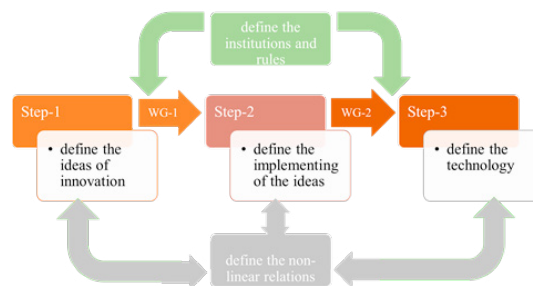 define the
institutions and
rules
Step-1
WG-1
Step-2
WG-2
Step-3
• define the
ideas of
innovation
• define the
implementing
of the ideas
• define the
technology
define the non-
linear relations